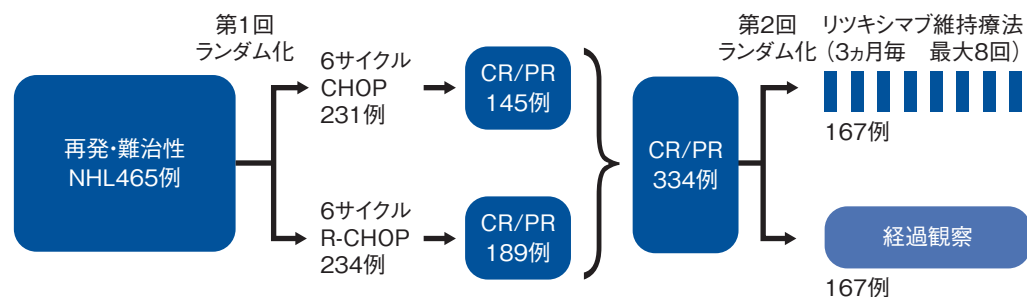 第1回
ランダム化
第2回
ランダム化
リツキシマブ維持療法
(3ヵ月毎　最大8回)
再発・難治性
NHL465例
6サイクル
CHOP
231例
CR/PR
145例
6サイクル
R-CHOP
234例
CR/PR
189例
CR/PR
334例
167例
経過観察
167例